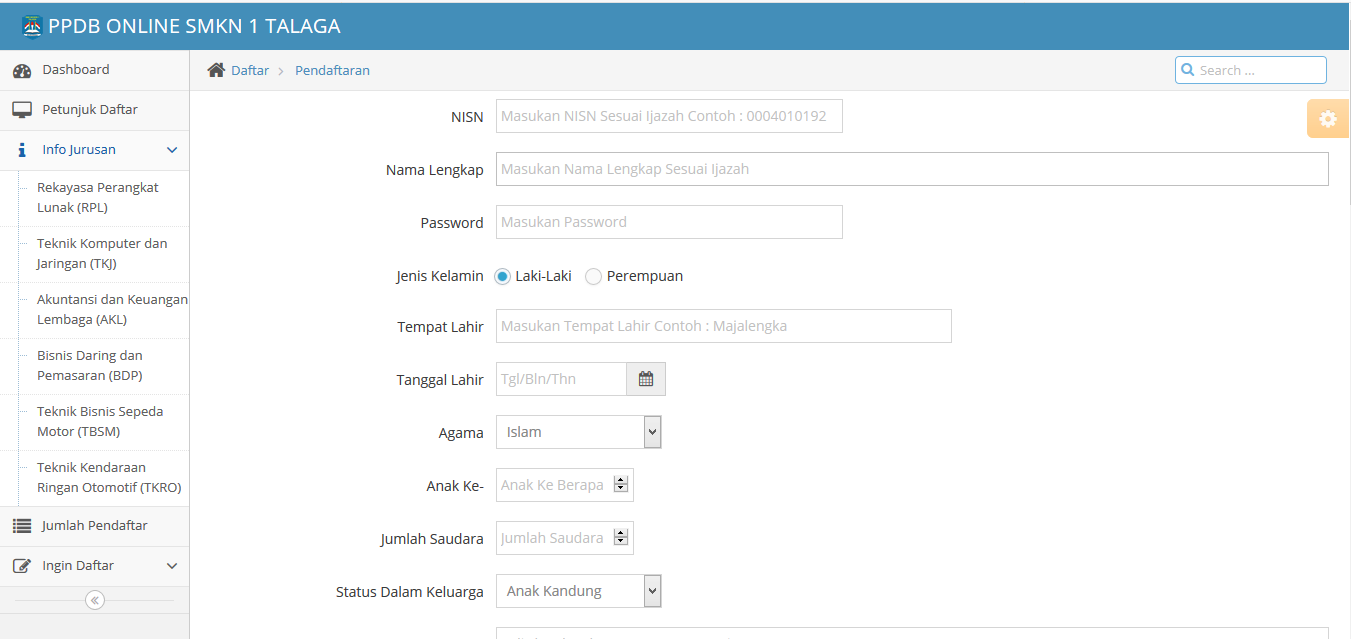 PPDB ONLINE SMKN 1 TALAGA
Dashboard
Petunjuk Daftar
Info Jurusan
Rekayasa Perangkat
Lunak (RPL)
Teknik Komputer dan
Jaringan (TKJ)
Akuntansi dan Keuangan
Lembaga (AKL)
Bisnis Daring dan
Pemasaran (BDP)
Teknik Bisnis Sepeda
Motor (TBSM)
Teknik Kendaraan
Ringan Otomotif (TKRO)
Jumlah Pendaftar
Ingin Daftar
Daftar > Pendaftaran
Search ...
NISN Masukan NISN Sesuai Ijazah Contoh : 0004010192
Nama Lengkap Masukan Nama Lengkap Sesuai Ijazah
Password Masukan Password
Jenis Kelamin Laki-Laki Perempuan
Tempat Lahir Masukan Tempat Lahir Contoh : Majalengka
Tanggal Lahir Tgl/Bln/Thn
Agama Islam
Anak Ke- Anak Ke Berapa
Jumlah Saudara Jumlah Saudara
Status Dalam Keluarga Anak Kandung